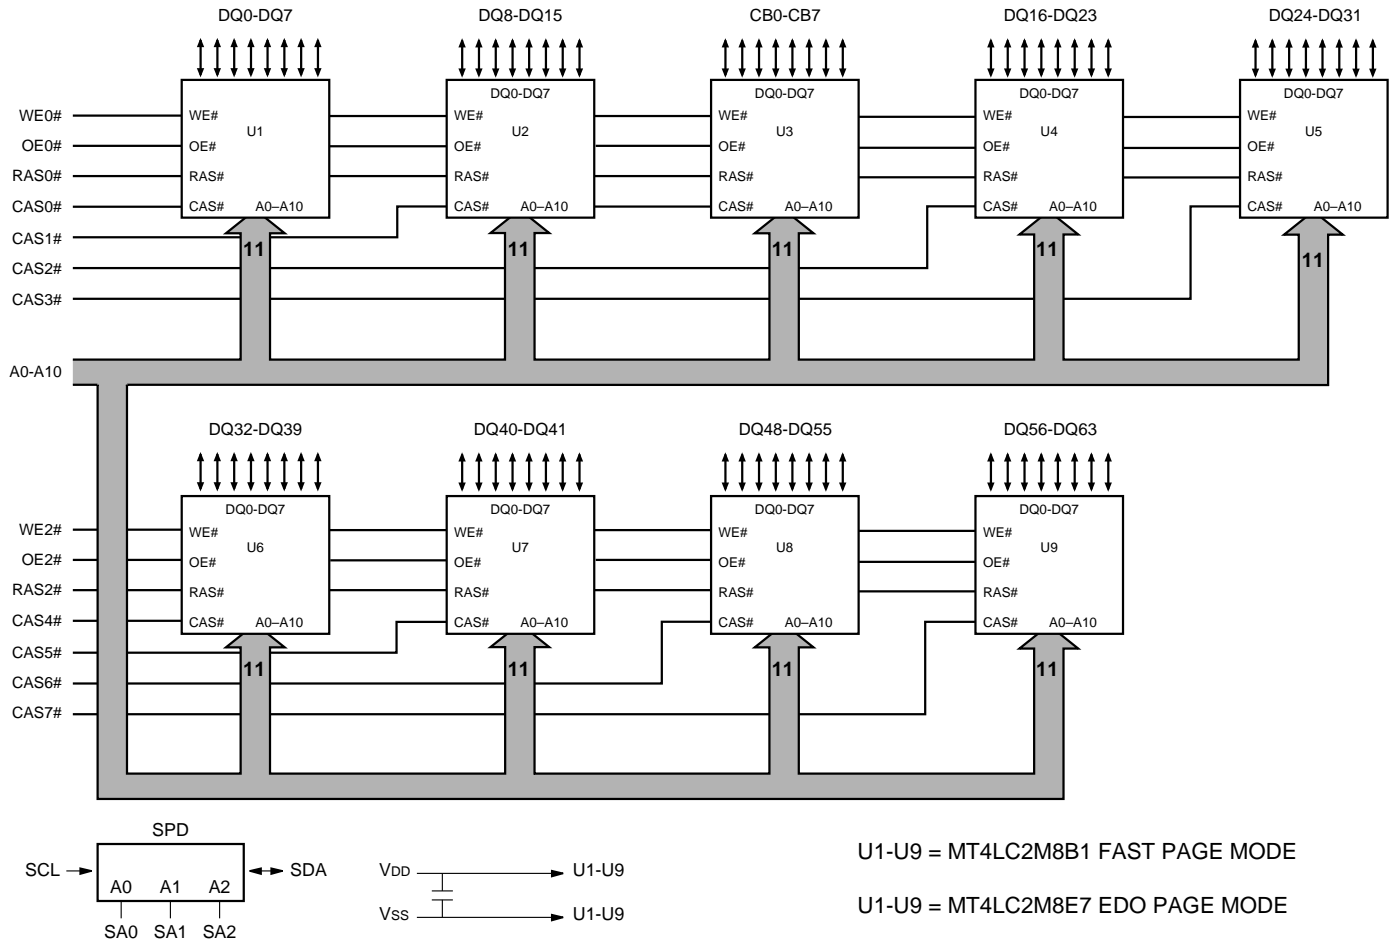 DQ0-DQ7 DQ8-DQ15 CB0-CB7 DQ16-DQ23 DQ24-DQ31
DQ0-DQ7 DQ0-DQ7 DQ0-DQ7 DQ0-DQ7
WE0# WE# WE# WE# WE# WE#
U1 U2 U3 U4 U5
OE0# OE# OE# OE# OE# OE#
RAS0# RAS# RAS# RAS# RAS# RAS#
CAS0# CAS# A0–A10 CAS# A0–A10 CAS# A0–A10 CAS# A0–A10 CAS# A0–A10
CAS1#
11 11 11 11 11
CAS2#
CAS3#
A0-A10
DQ32-DQ39 DQ40-DQ41 DQ48-DQ55 DQ56-DQ63
DQ0-DQ7 DQ0-DQ7 DQ0-DQ7 DQ0-DQ7
WE2# WE# WE# WE# WE#
U6 U7 U8 U9
OE2# OE# OE# OE# OE#
RAS2# RAS# RAS# RAS# RAS#
CAS4# CAS# A0–A10 CAS# A0–A10 CAS# A0–A10 CAS# A0–A10
CAS5#
11 11 11 11
CAS6#
CAS7#
SPD
SCL SDA
A0 A1 A2
SA0 SA1 SA2
VDD U1-U9
VSS U1-U9
U1-U9 = MT4LC2M8B1 FAST PAGE MODE
U1-U9 = MT4LC2M8E7 EDO PAGE MODE